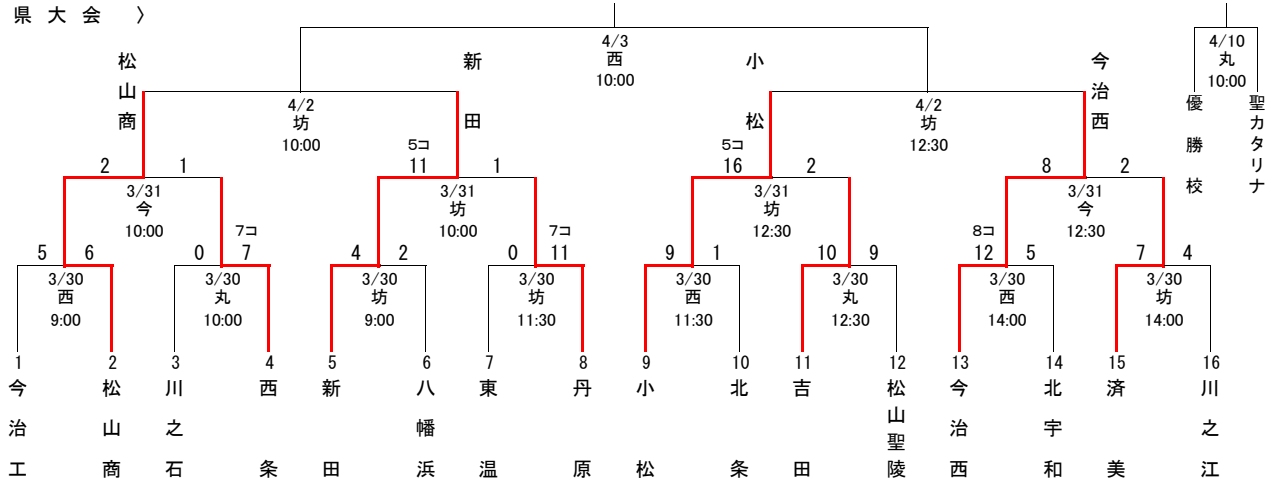 県大会 〉
4/3
西
10:00
4/10
丸
10:00
優勝校
聖カタリナ
松山商
新田
小松
今治西
4/2
坊
10:00
4/2
坊
12:30
2 1
3/31
今
10:00
5コ
11 1
3/31
坊
10:00
5コ
16 2
3/31
坊
12:30
8 2
3/31
今
12:30
5 6
3/30
西
9:00
7コ
0 7
3/30
丸
10:00
4 2
3/30
坊
9:00
7コ
0 11
3/30
坊
11:30
9 1
3/30
西
11:30
10 9
3/30
丸
12:30
8コ
12 5
3/30
西
14:00
7 4
3/30
坊
14:00
1 2 3 4 5 6 7 8 9 10 11 12 13 14 15 16
今治工
松山商
川之石
西条
新田
八幡浜
東温
丹原
小松
北条
吉田
松山聖陵
今治西
北宇和
済美
川之江